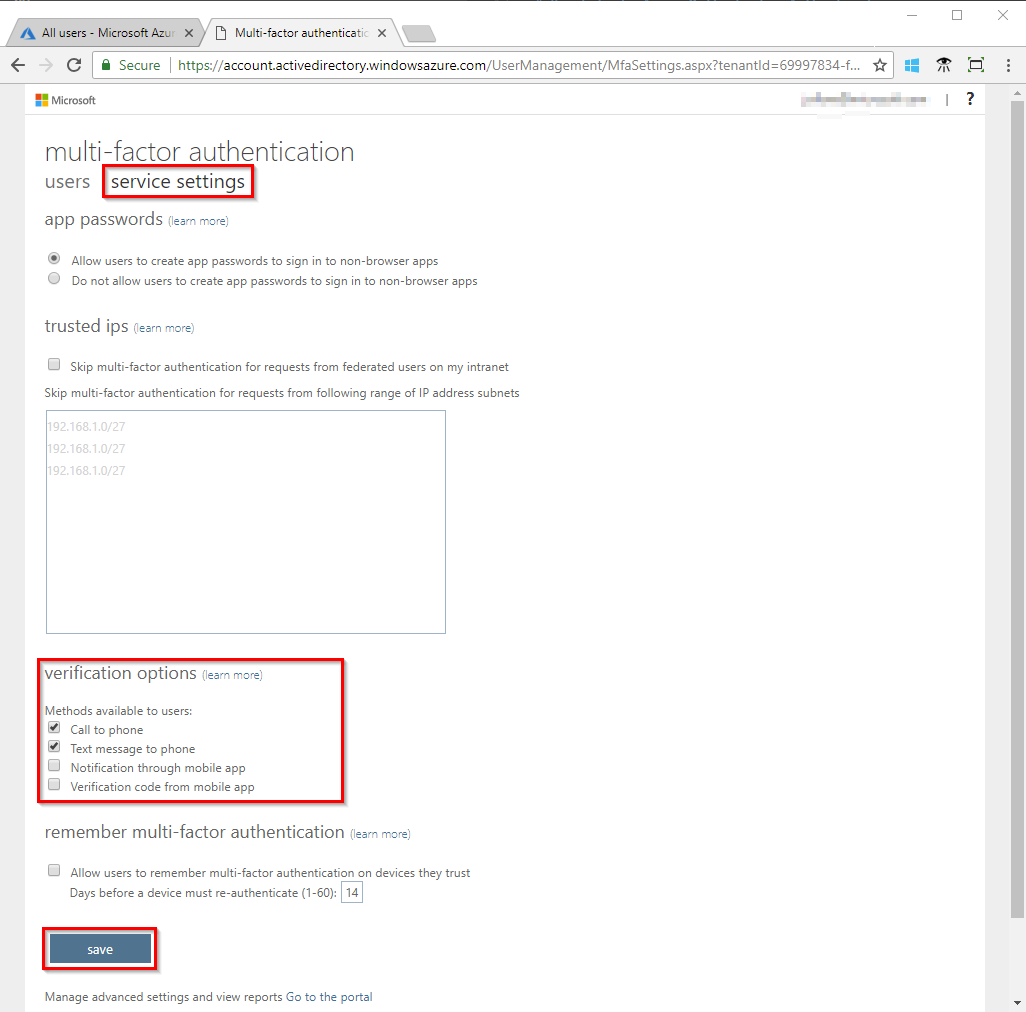 All users - Microsoft Azur
Multi-factor authenticatio
Secure
https://account.activedirectory.windowsazure.com/UserManagement/MfaSettings.aspx?tenantId=69997834-f...
Microsoft
?
multi-factor authentication
users service settings
app passwords (learn more)
Allow users to create app passwords to sign in to non-browser apps
Do not allow users to create app passwords to sign in to non-browser apps
trusted ips (learn more)
Skip multi-factor authentication for requests from federated users on my intranet
Skip multi-factor authentication for requests from following range of IP address subnets
192.168.1.0/27
192.168.1.0/27
192.168.1.0/27
verification options (learn more)
Methods available to users:
Call to phone
Text message to phone
Notification through mobile app
Verification code from mobile app
remember multi-factor authentication (learn more)
Allow users to remember multi-factor authentication on devices they trust
Days before a device must re-authenticate (1-60): 14
save
Manage advanced settings and view reports Go to the portal